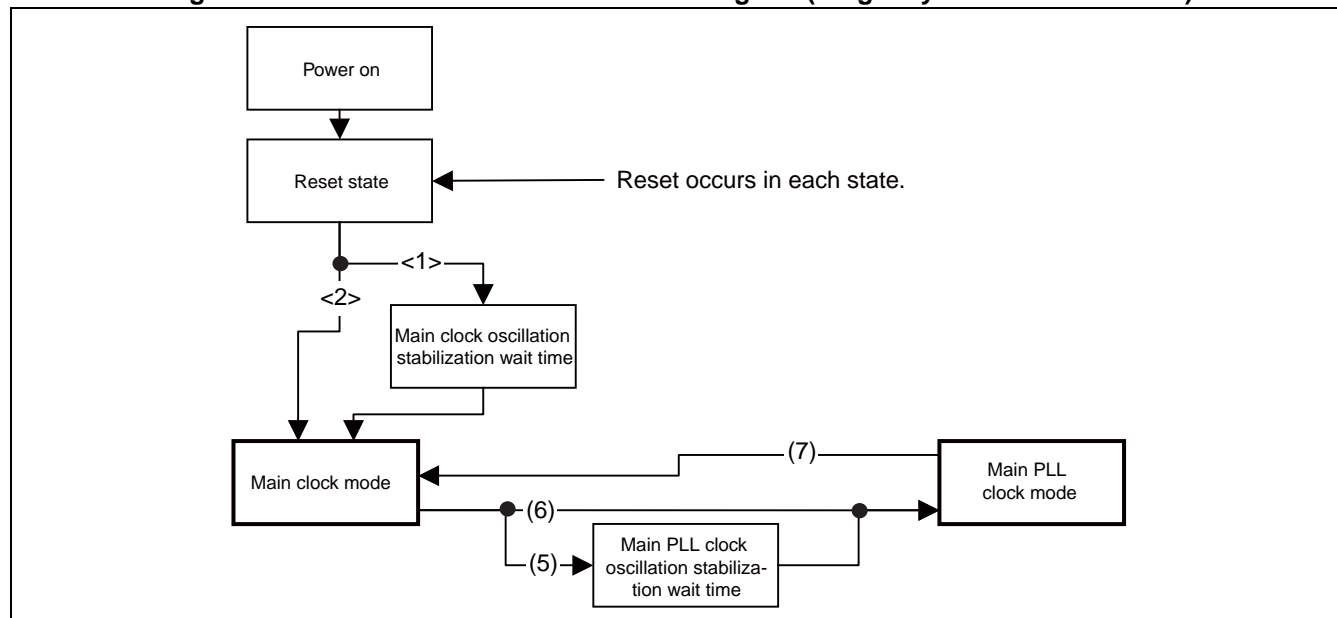 Power on
Reset state
Reset occurs in each state.
<1>
<2>
Main clock oscillation
stabilization wait time
(7)
Main clock mode
Main PLL
clock mode
(6)
(5)
Main PLL clock
oscillation stabiliza-
tion wait time